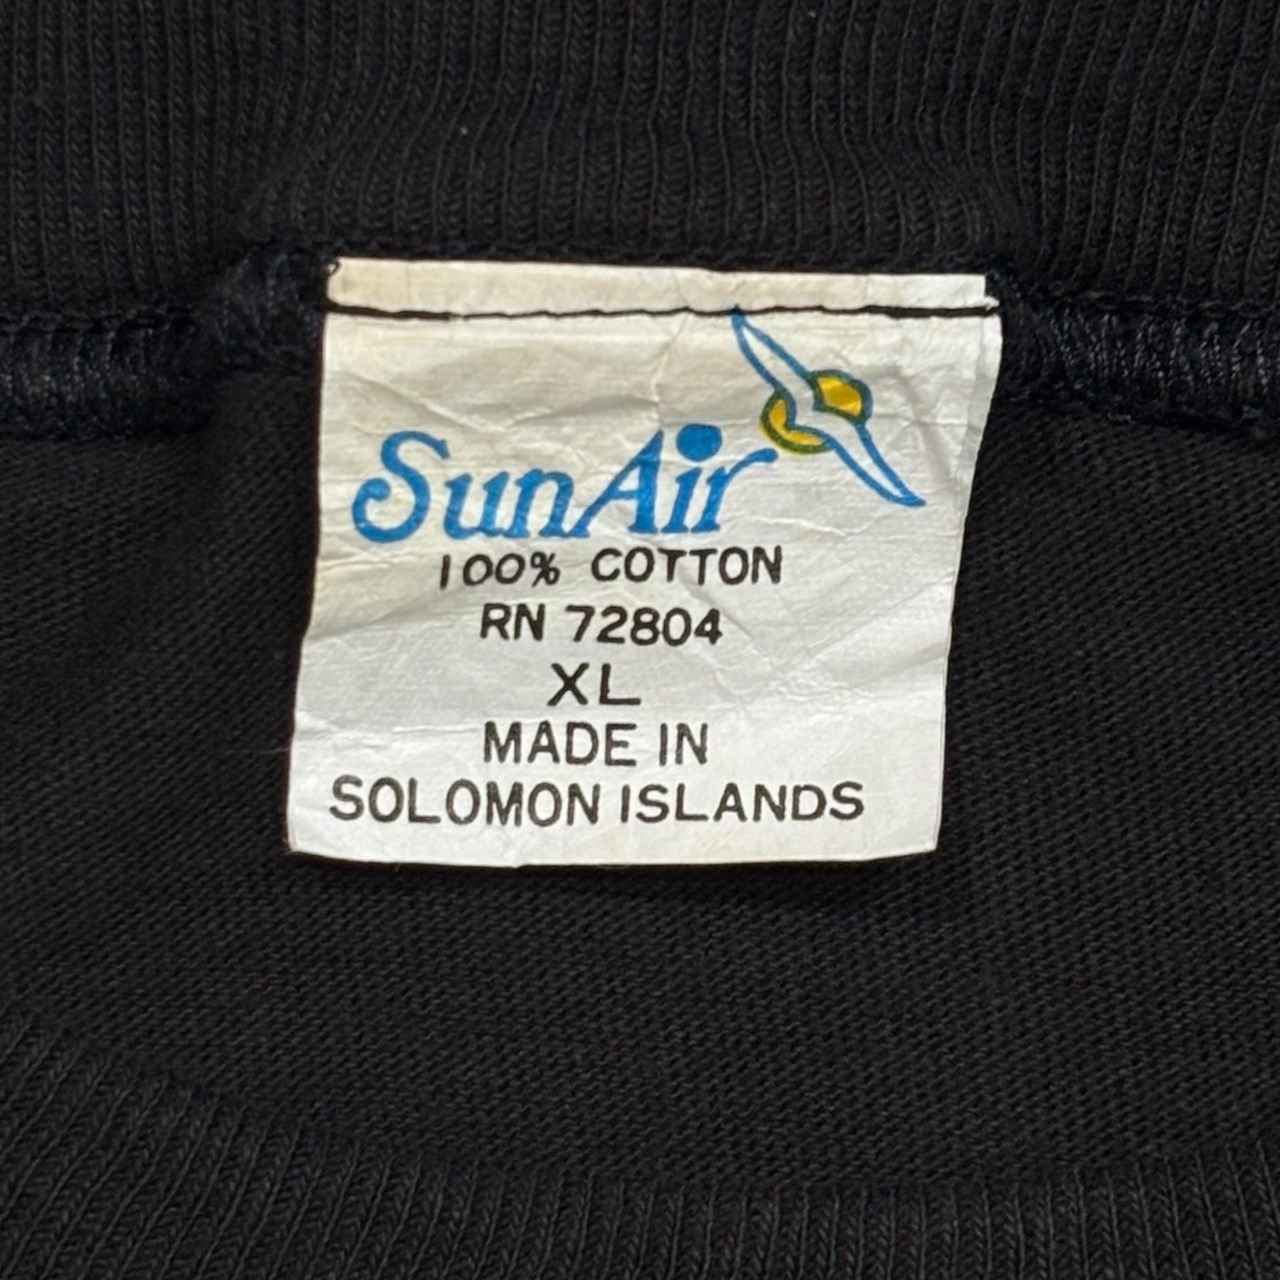 SunAir
100% COTTON
RN 72804
XL
MADE IN
SOLOMON ISLANDS